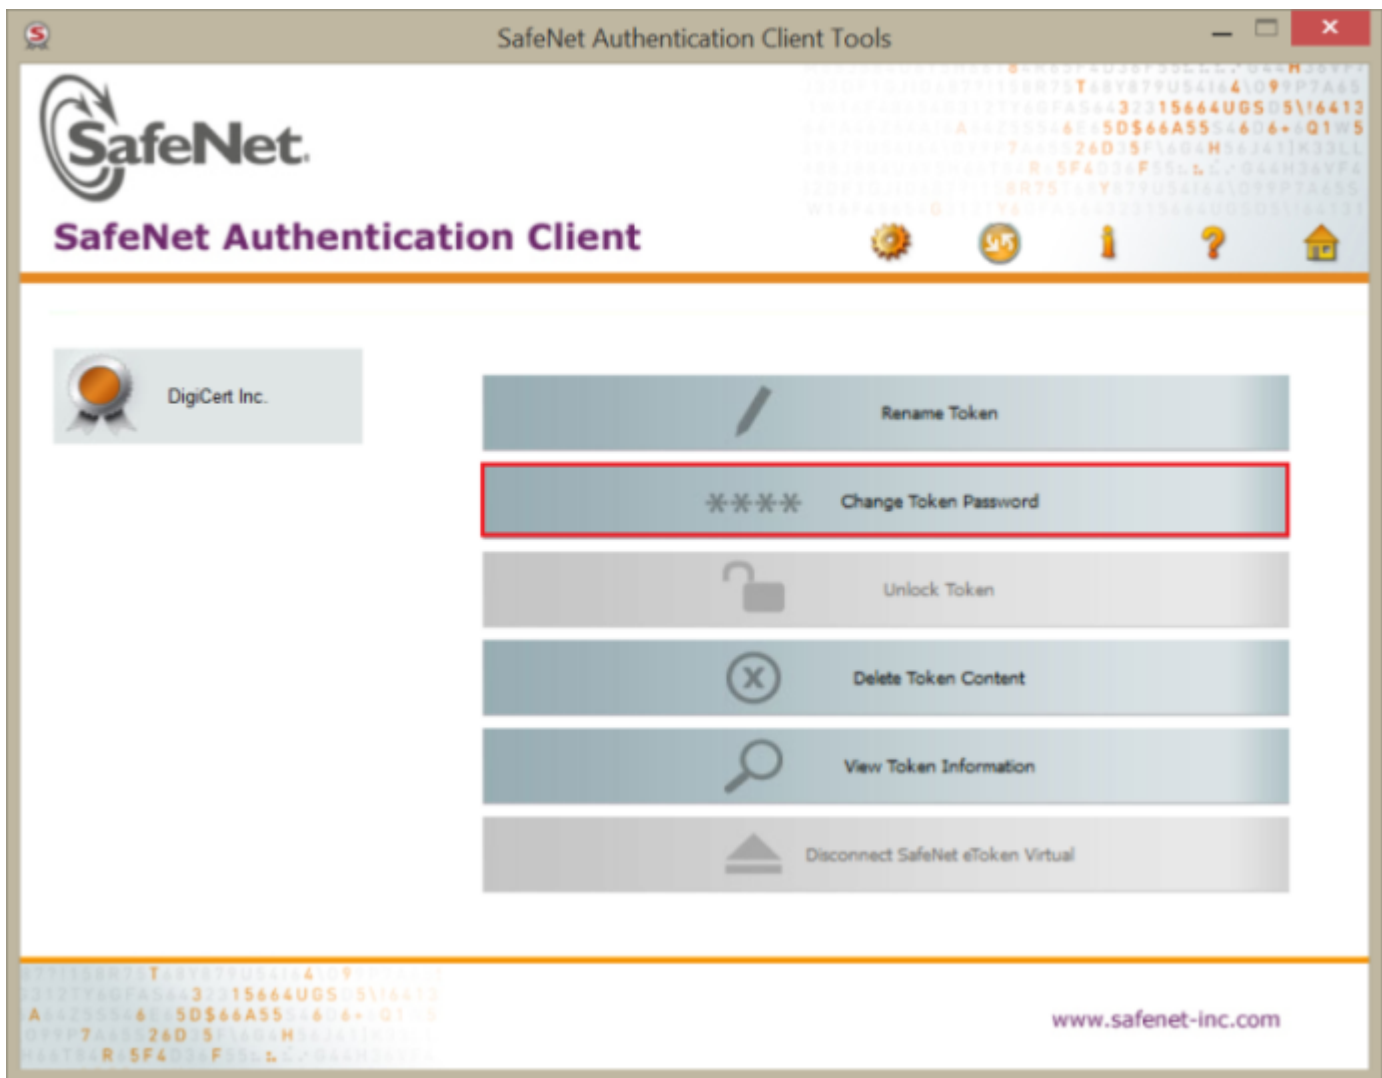 SafeNet Authentication Client Tools
SafeNet.
SafeNet Authentication Client
DigiCert Inc.
Rename Token
Change Token Password
Unlock Token
Delete Token Content
View Token Information
Disconnect SafeNet eToken Virtual
www.safenet-inc.com